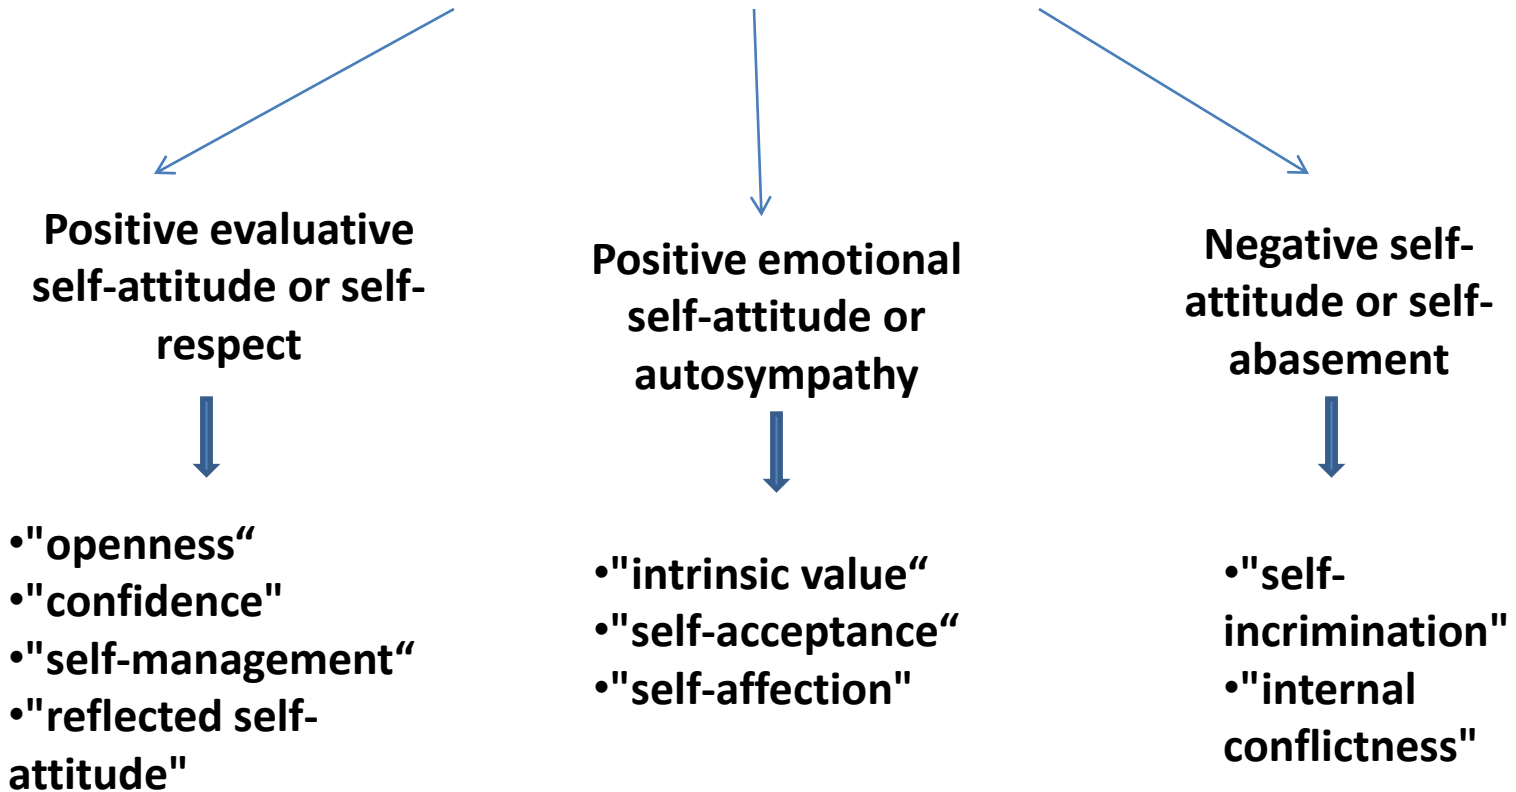 Positive evaluative
self-attitude or self-
respect
•"openness“
•"confidence"
•"self-management“
•"reflected self-
attitude"
Positive emotional
self-attitude or
autosympathy
•"intrinsic value“
•"self-acceptance“
•"self-affection"
Negative self-
attitude or self-
abasement
•"self-
incrimination"
•"internal
conflictness"